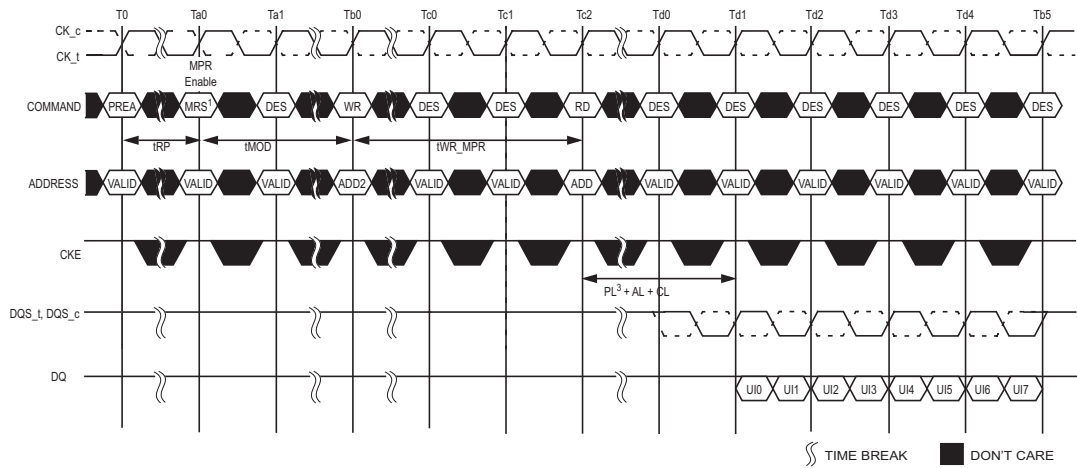 T0 Ta0 Ta1 Tb0 Tc0 Tc1 Tc2 Td0 Td1 Td2 Td3 Td4 Tb5
CK_c
CK_t
MPR
Enable
COMMAND PREA MRS1 DES WR DES DES RD DES DES DES DES DES DES
tRP tMOD tWR_MPR
ADDRESS VALID VALID VALID ADD2 VALID VALID ADD VALID VALID VALID VALID VALID VALID
CKE
PL3 + AL + CL
DQS_t, DQS_c
DQ UI0 UI1 UI2 UI3 UI4 UI5 UI6 UI7
TIME BREAK DON'T CARE